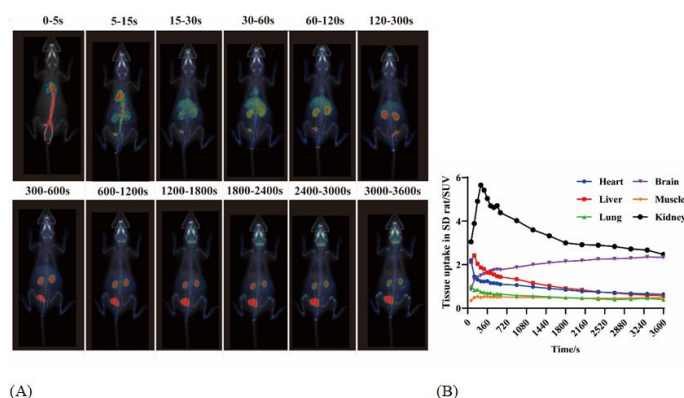 0-5s 5-15s 15-30s 30-60s 60-120s 120-300s
300-600s 600-1200s 1200-1800s 1800-2400s 2400-3000s 3000-3600s
Tissue uptake in SD rat/SUV
6
4
2
0
Heart Brain
Liver Muscle
Lung Kidney
0 360 720 1080 1440 1800 2160 2520 2880 3240 3600
Time/s
(A) (B)